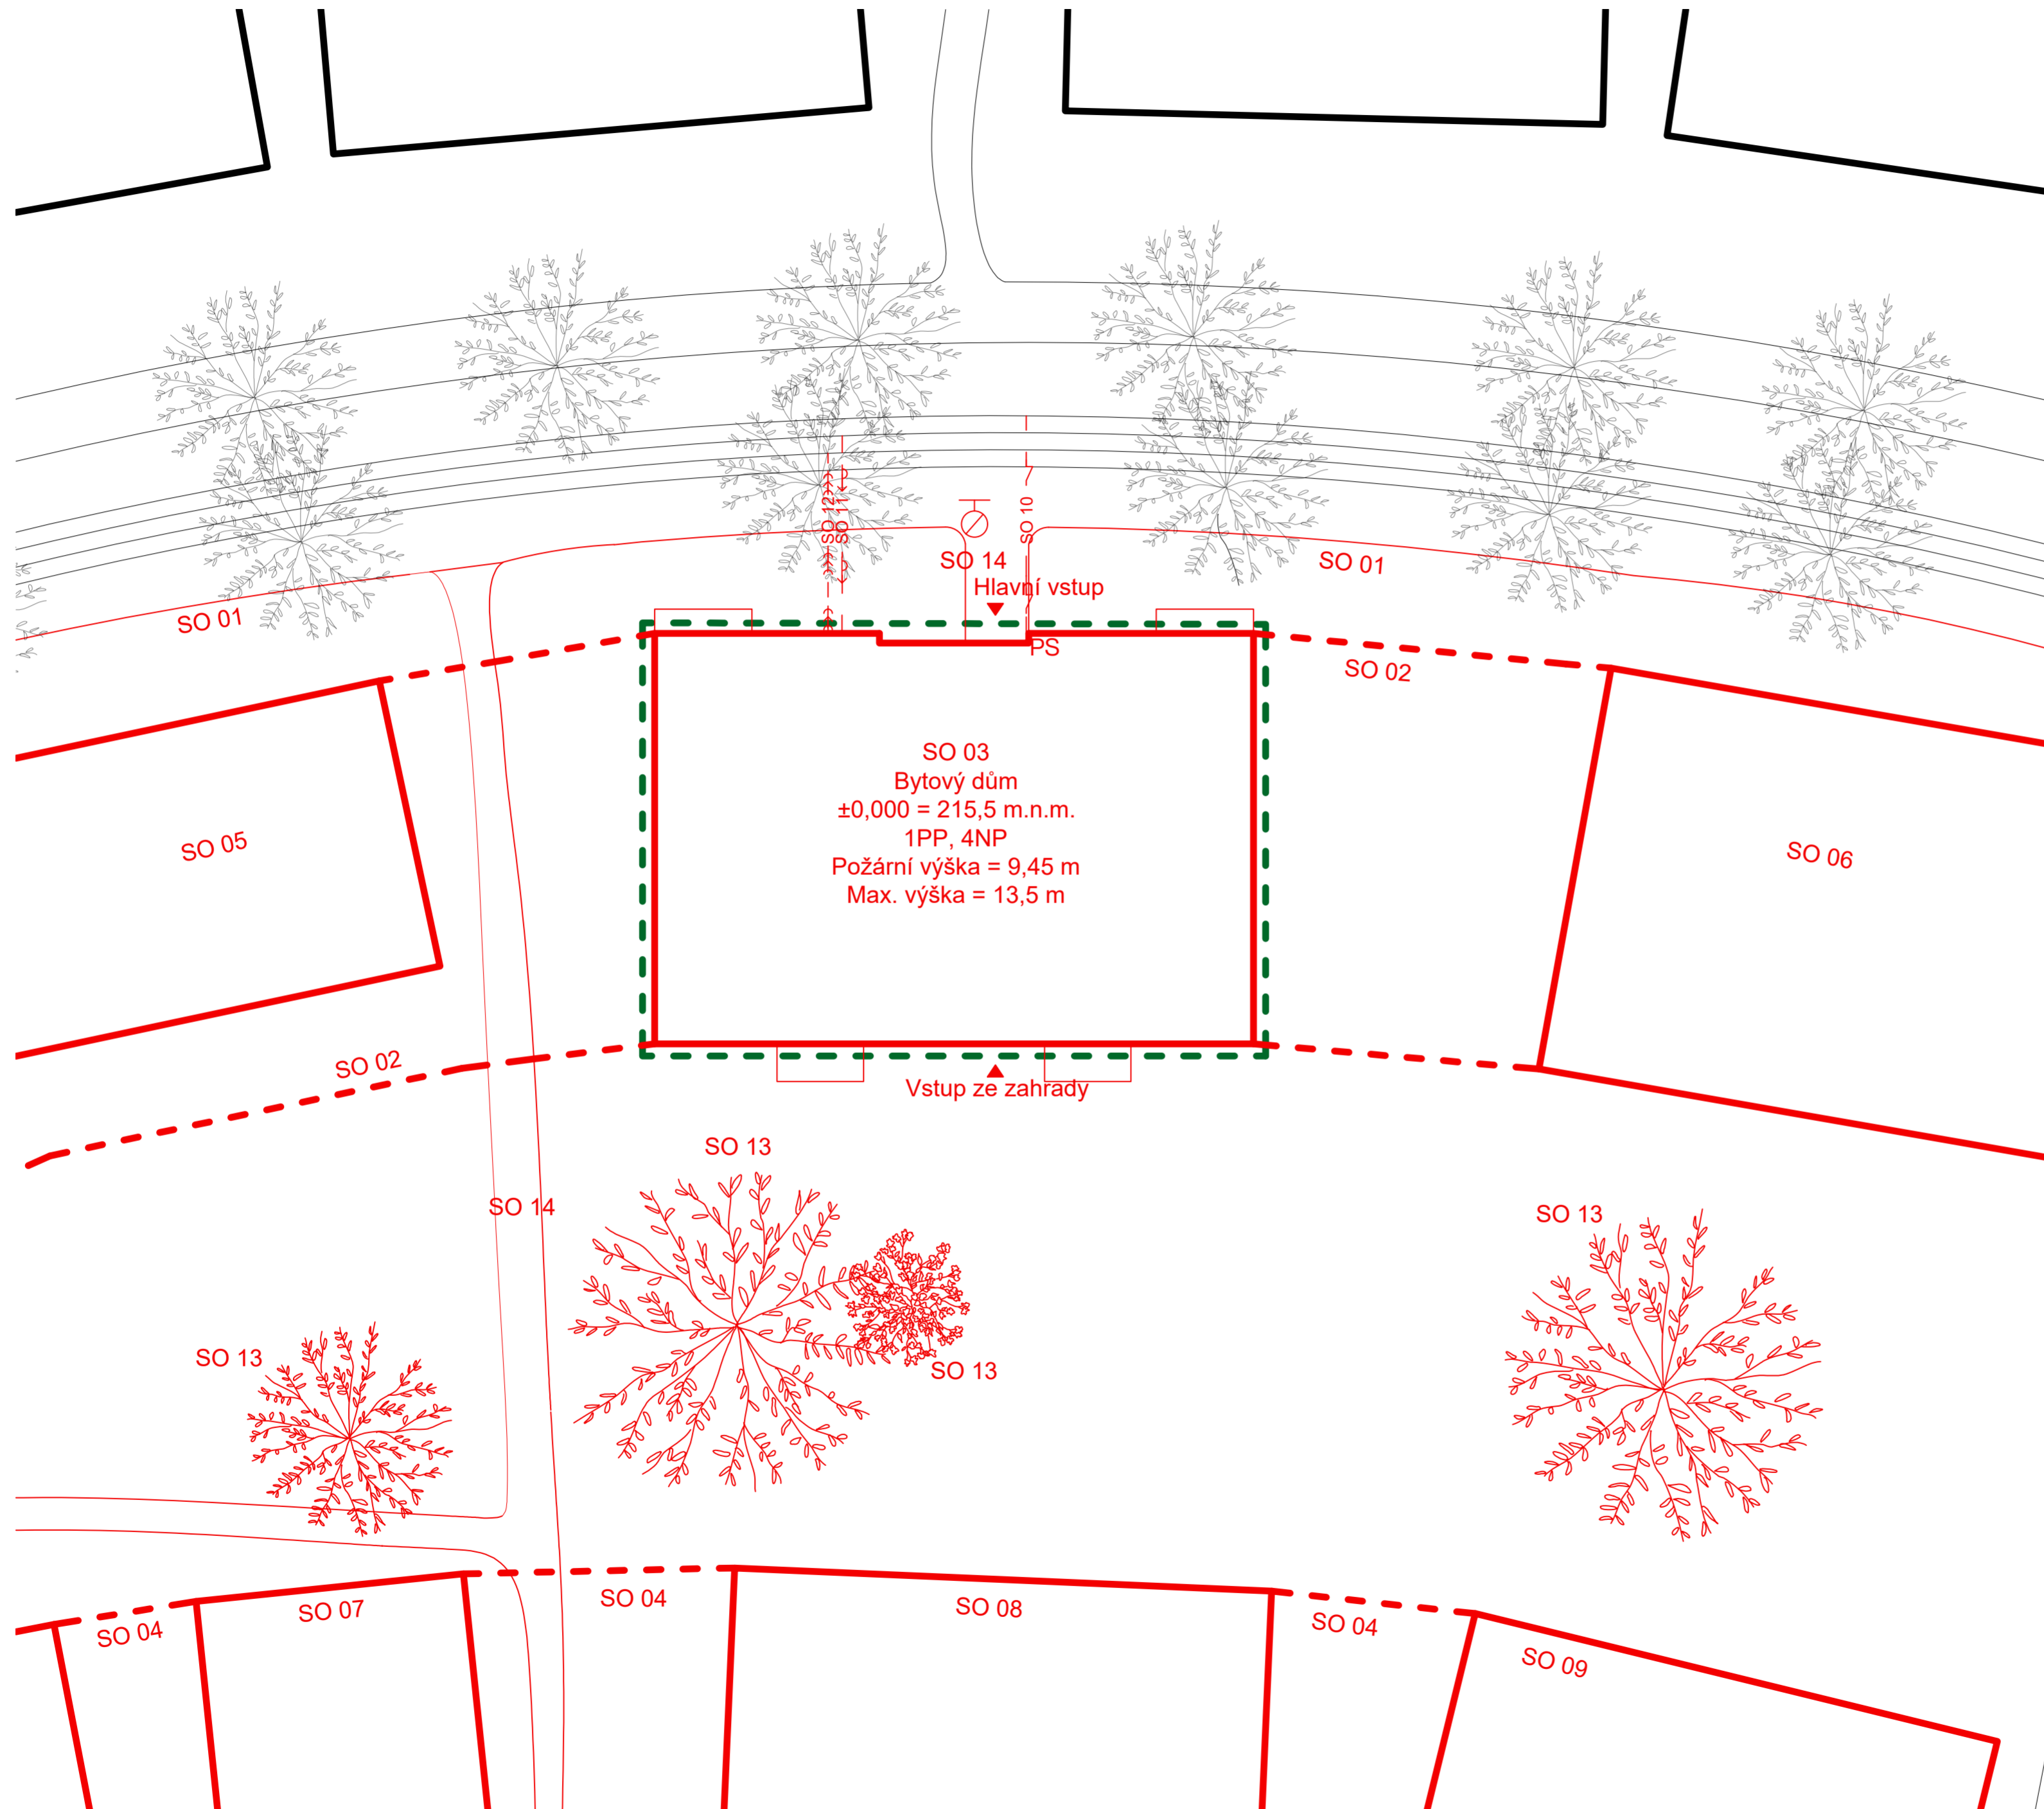 SO 12
SO 11
SO 10
SO 14
SO 01
Hlavní vstup
SO 01
PS
SO 02
SO 03
Bytový dům
±0,000 = 215,5 m.n.m.
1PP, 4NP
Požární výška = 9,45 m
Max. výška = 13,5 m
SO 05
SO 06
SO 02
Vstup ze zahrady
SO 13
SO 14
SO 13
SO 13
SO 13
SO 04
SO 07
SO 04
SO 08
SO 04
SO 09